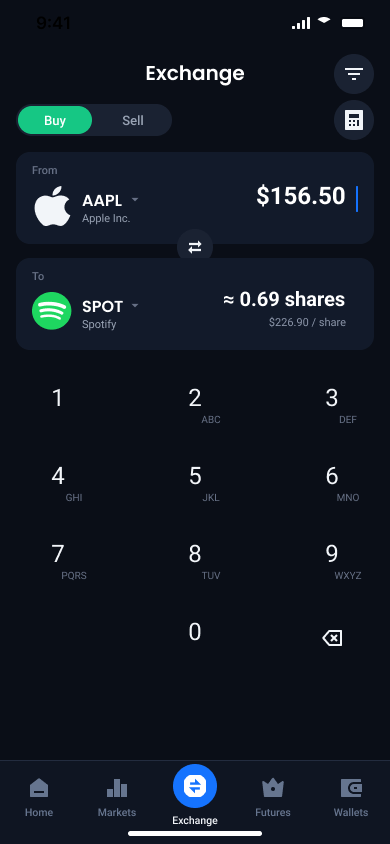 9:41
Exchange
Buy Sell
From
AAPL
Apple Inc.
$156.50
To
SPOT
Spotify
≈ 0.69 shares
$226.90 / share
1 2 ABC 3 DEF
4 GHI 5 JKL 6 MNO
7 PQRS 8 TUV 9 WXYZ
0
Home Markets Exchange Futures Wallets